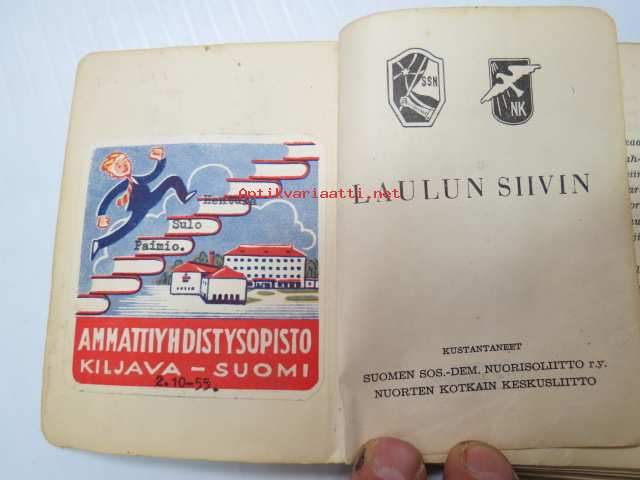 Sulo
Paimio.
AMMATTIYHDISTYSOPISTO
KILJAVA – SUOMI
2.10-55.
Antikvariaatti.net
SSN
NK
LAULUN SIIVIN
KUSTANTANEET
SUOMEN SOS.-DEM. NUORISOLIITTO r.y.
NUORTEN KOTKAIN KESKUSLIITTO